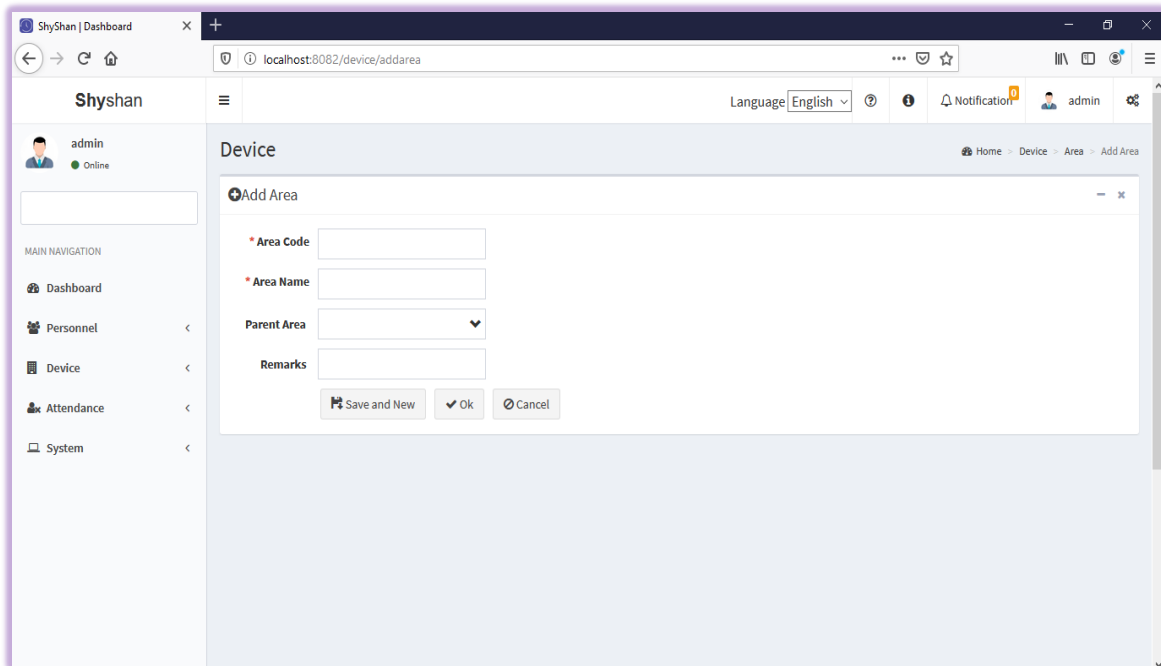 ShyShan | Dashboard
localhost:8082/device/addarea
Shyshan
Language English
0
Notification
admin
admin
Online
Device
Home > Device > Area > Add Area
Add Area
MAIN NAVIGATION
* Area Code
* Area Name
Dashboard
Parent Area
Personnel
Remarks
Device
Save and New Ok Cancel
Attendance
System